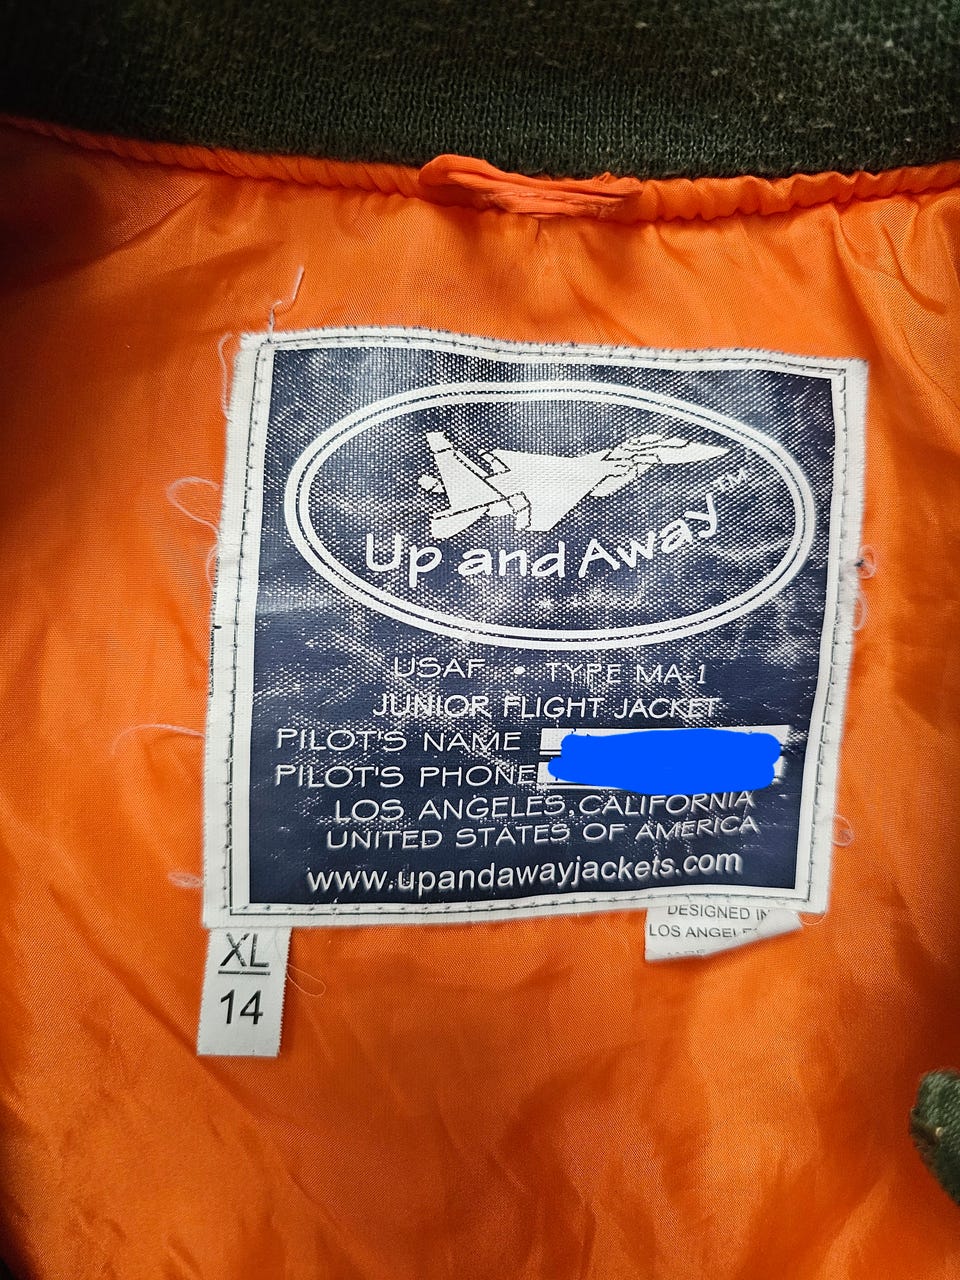 Up and Away™
USAF • TYPE MA-1
JUNIOR FLIGHT JACKET
PILOT'S NAME
PILOT'S PHONE
LOS ANGELES, CALIFORNIA
UNITED STATES OF AMERICA
www.upandawayjackets.com
DESIGNED IN
LOS
XL
14